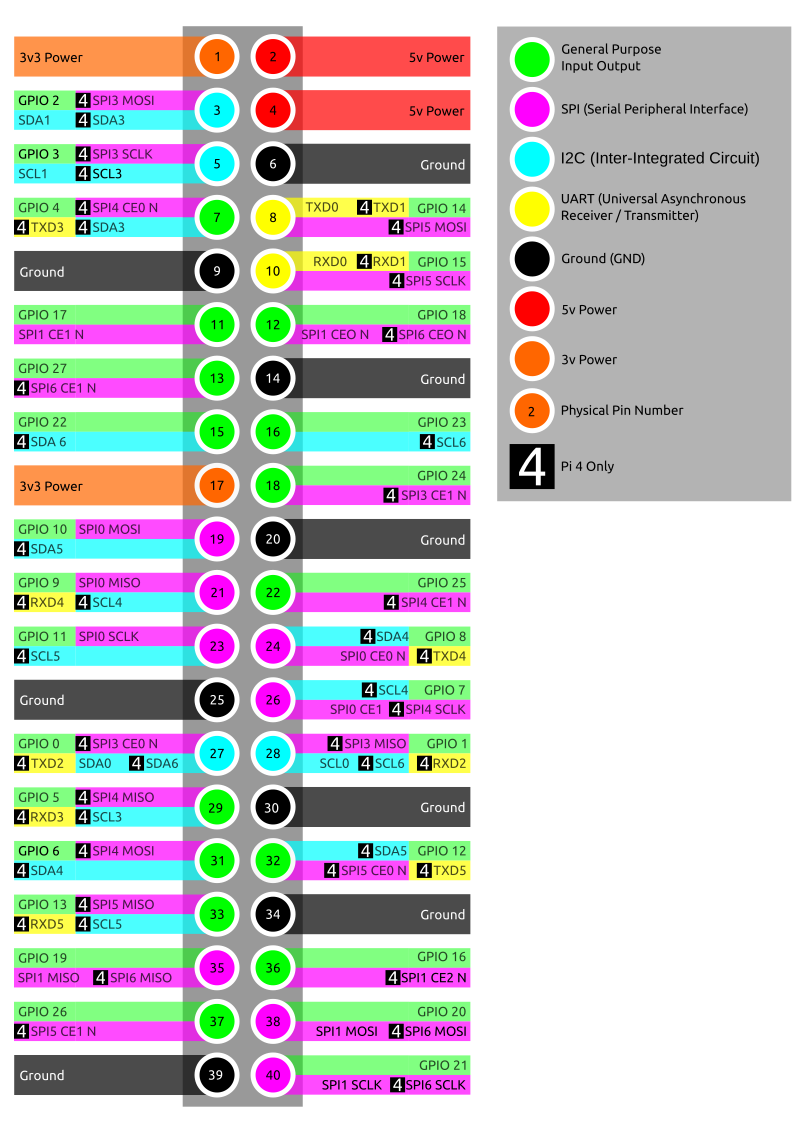 3v3 Power 1 2 5v Power
GPIO 2 4 SPI3 MOSI
SDA1 4 SDA3
3 4 5v Power
GPIO 3 4 SPI3 SCLK
SCL1 4 SCL3
5 6 Ground
GPIO 4 4 SPI4 CE0 N
4 TXD3 4 SDA3
7 8
TXD0 4 TXD1 GPIO 14
4 SPI5 MOSI
Ground 9 10
RXD0 4 RXD1 GPIO 15
4 SPI5 SCLK
GPIO 17
SPI1 CE1 N
11 12
GPIO 18
SPI1 CEO N 4 SPI6 CEO N
GPIO 27
4 SPI6 CE1 N
13 14 Ground
GPIO 22
4 SDA 6
15 16
GPIO 23
4 SCL6
3v3 Power 17 18
GPIO 24
4 SPI3 CE1 N
GPIO 10 SPI0 MOSI
4 SDA5
19 20 Ground
GPIO 9 SPI0 MISO
4 RXD4 4 SCL4
21 22
GPIO 25
4 SPI4 CE1 N
GPIO 11 SPI0 SCLK
4 SCL5
23 24
4 SDA4 GPIO 8
SPI0 CE0 N 4 TXD4
Ground 25 26
4 SCL4 GPIO 7
SPI0 CE1 4 SPI4 SCLK
GPIO 0 4 SPI3 CE0 N
4 TXD2 SDA0 4 SDA6
27 28
4 SPI3 MISO GPIO 1
SCL0 4 SCL6 4 RXD2
GPIO 5 4 SPI4 MISO
4 RXD3 4 SCL3
29 30 Ground
GPIO 6 4 SPI4 MOSI
4 SDA4
31 32
4 SDA5 GPIO 12
4 SPI5 CE0 N 4 TXD5
GPIO 13 4 SPI5 MISO
4 RXD5 4 SCL5
33 34 Ground
GPIO 19
SPI1 MISO 4 SPI6 MISO
35 36
GPIO 16
4 SPI1 CE2 N
GPIO 26
4 SPI5 CE1 N
37 38
GPIO 20
SPI1 MOSI 4 SPI6 MOSI
Ground 39 40
GPIO 21
SPI1 SCLK 4 SPI6 SCLK
General Purpose
Input Output
SPI (Serial Peripheral Interface)
I2C (Inter-Integrated Circuit)
UART (Universal Asynchronous
Receiver / Transmitter)
Ground (GND)
5v Power
3v Power
2 Physical Pin Number
4 Pi 4 Only